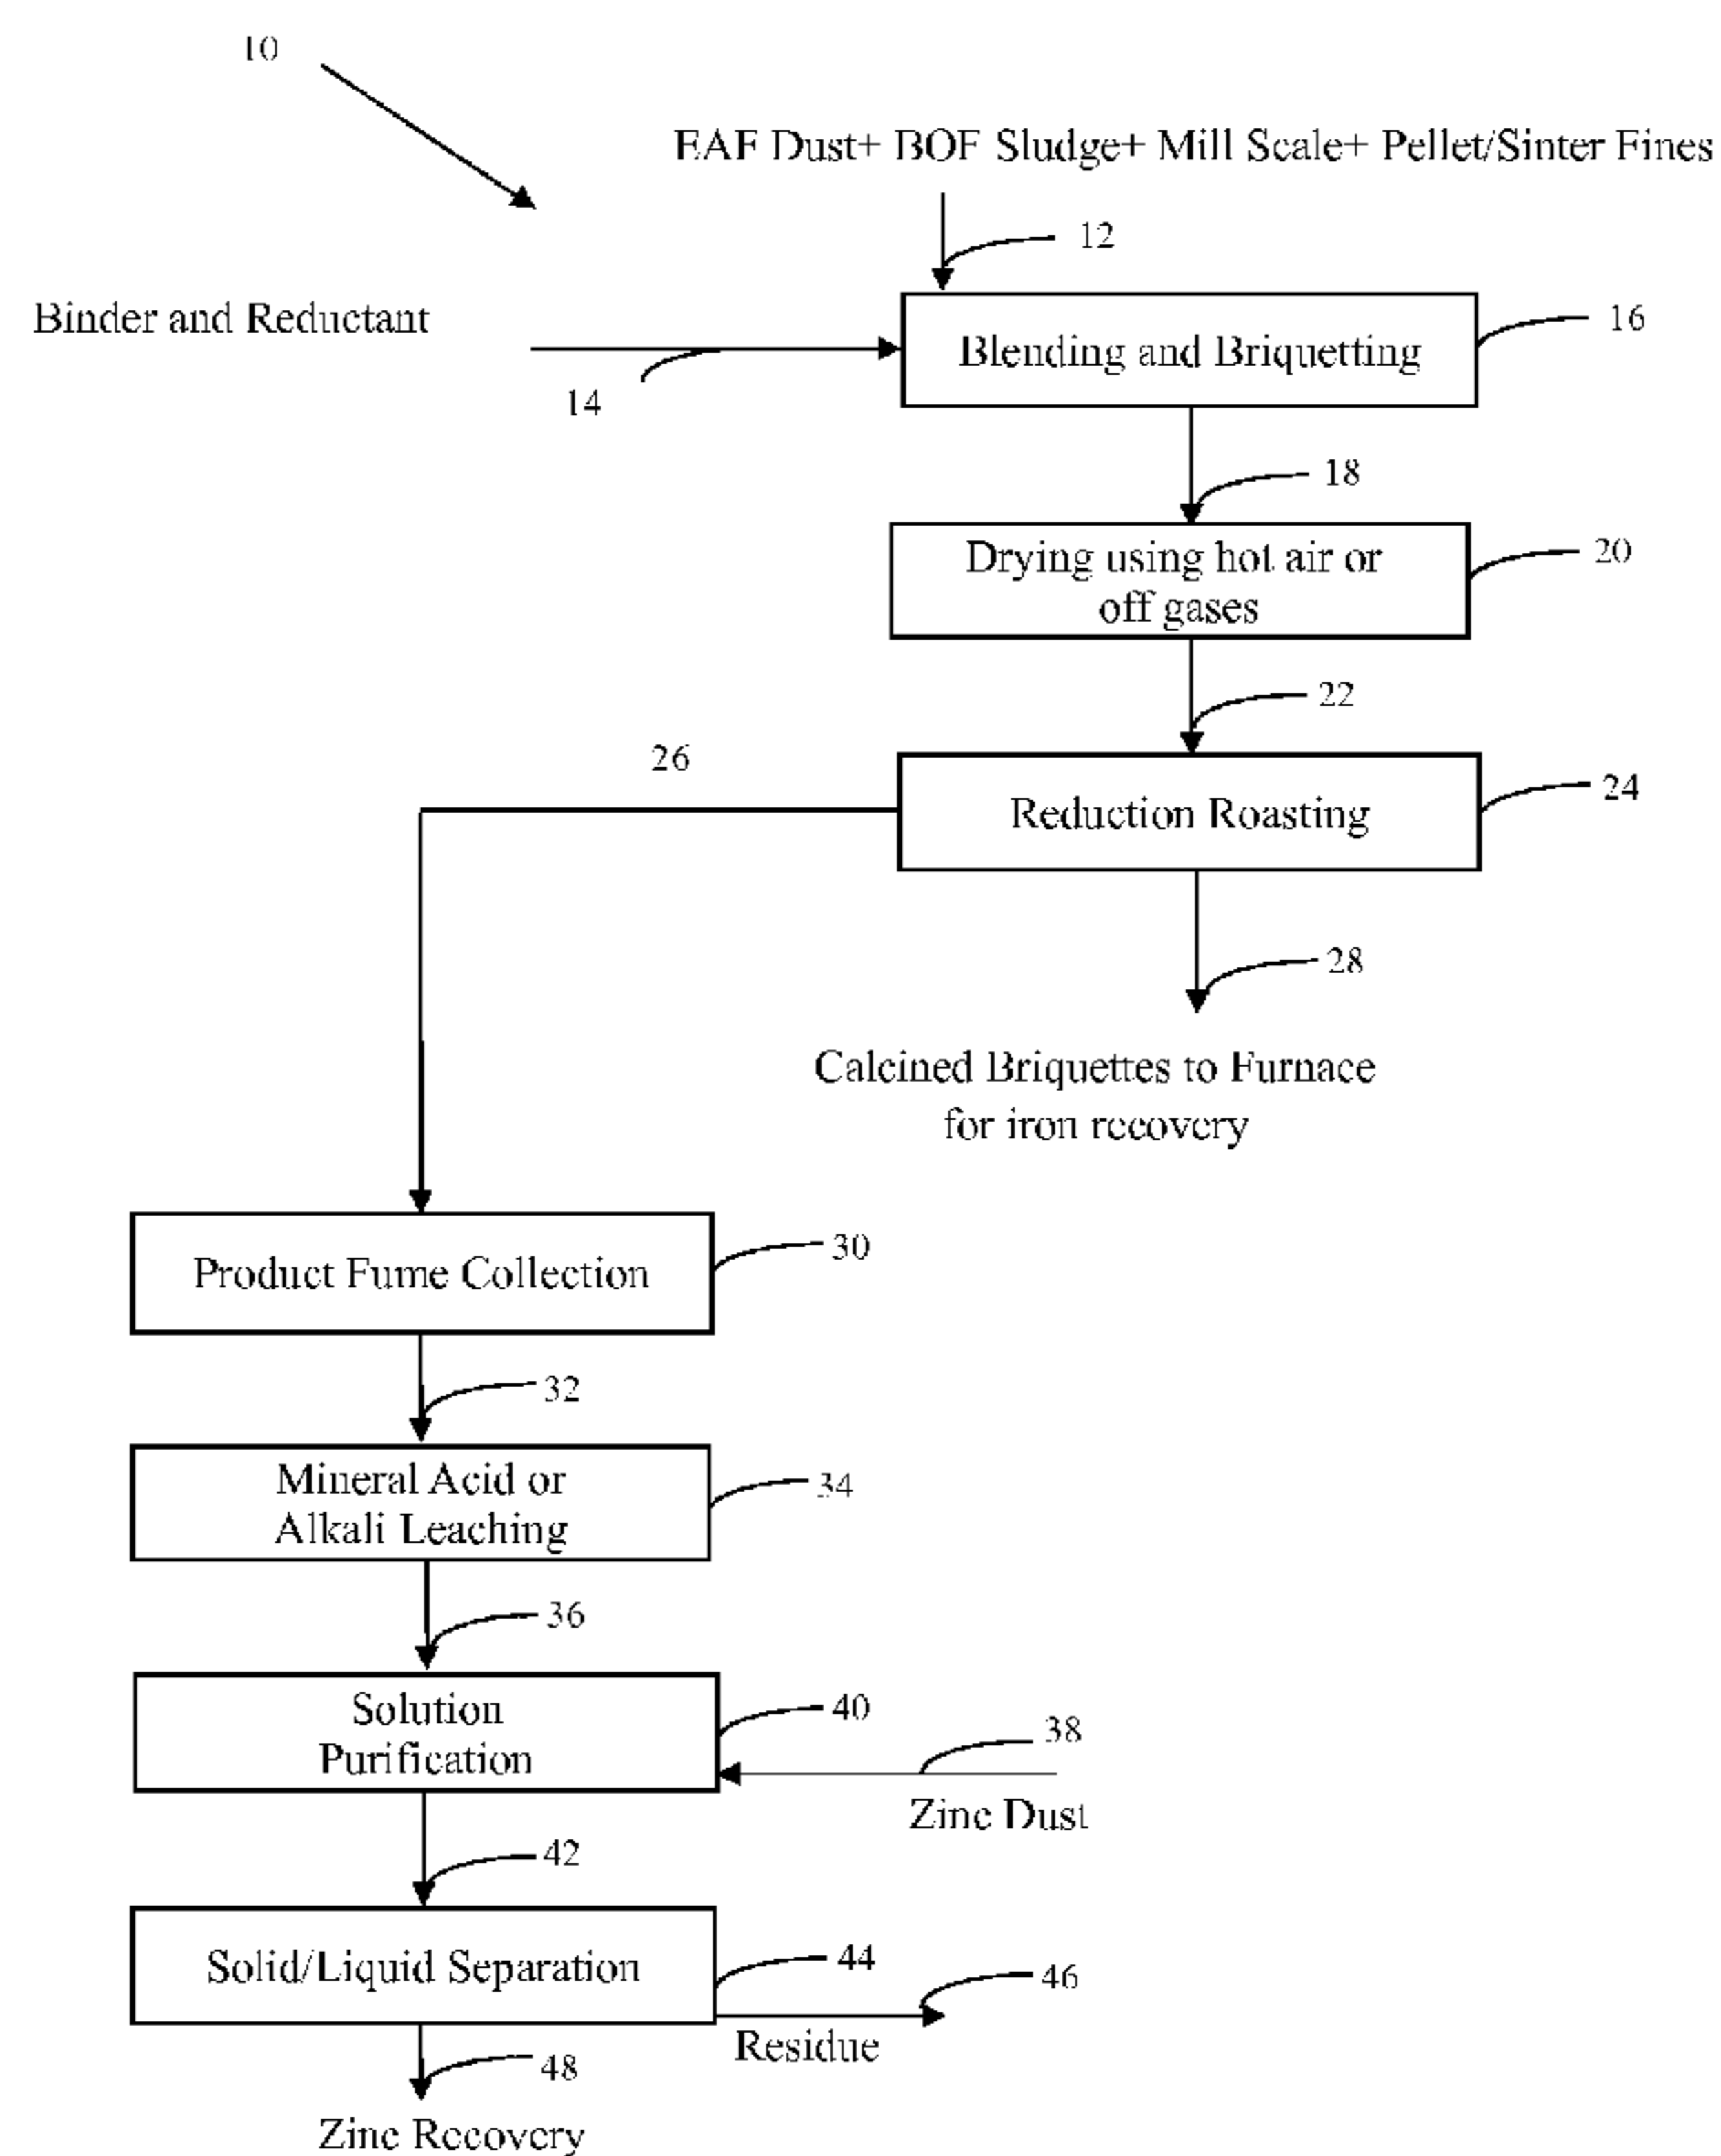 10
EAF Dust+ BOF Sludge+ Mill Scale+ Pellet/Sinter Fines
12
Binder and Reductant
14
Blending and Briquetting
16
18
Drying using hot air or
off gases
20
22
26
Reduction Roasting
24
28
Calcined Briquettes to Furnace
for iron recovery
Product Fume Collection
30
32
Mineral Acid or
Alkali Leaching
34
36
Solution
Purification
40
38
Zinc Dust
42
Solid/Liquid Separation
44
46
Residue
48
Zinc Recovery